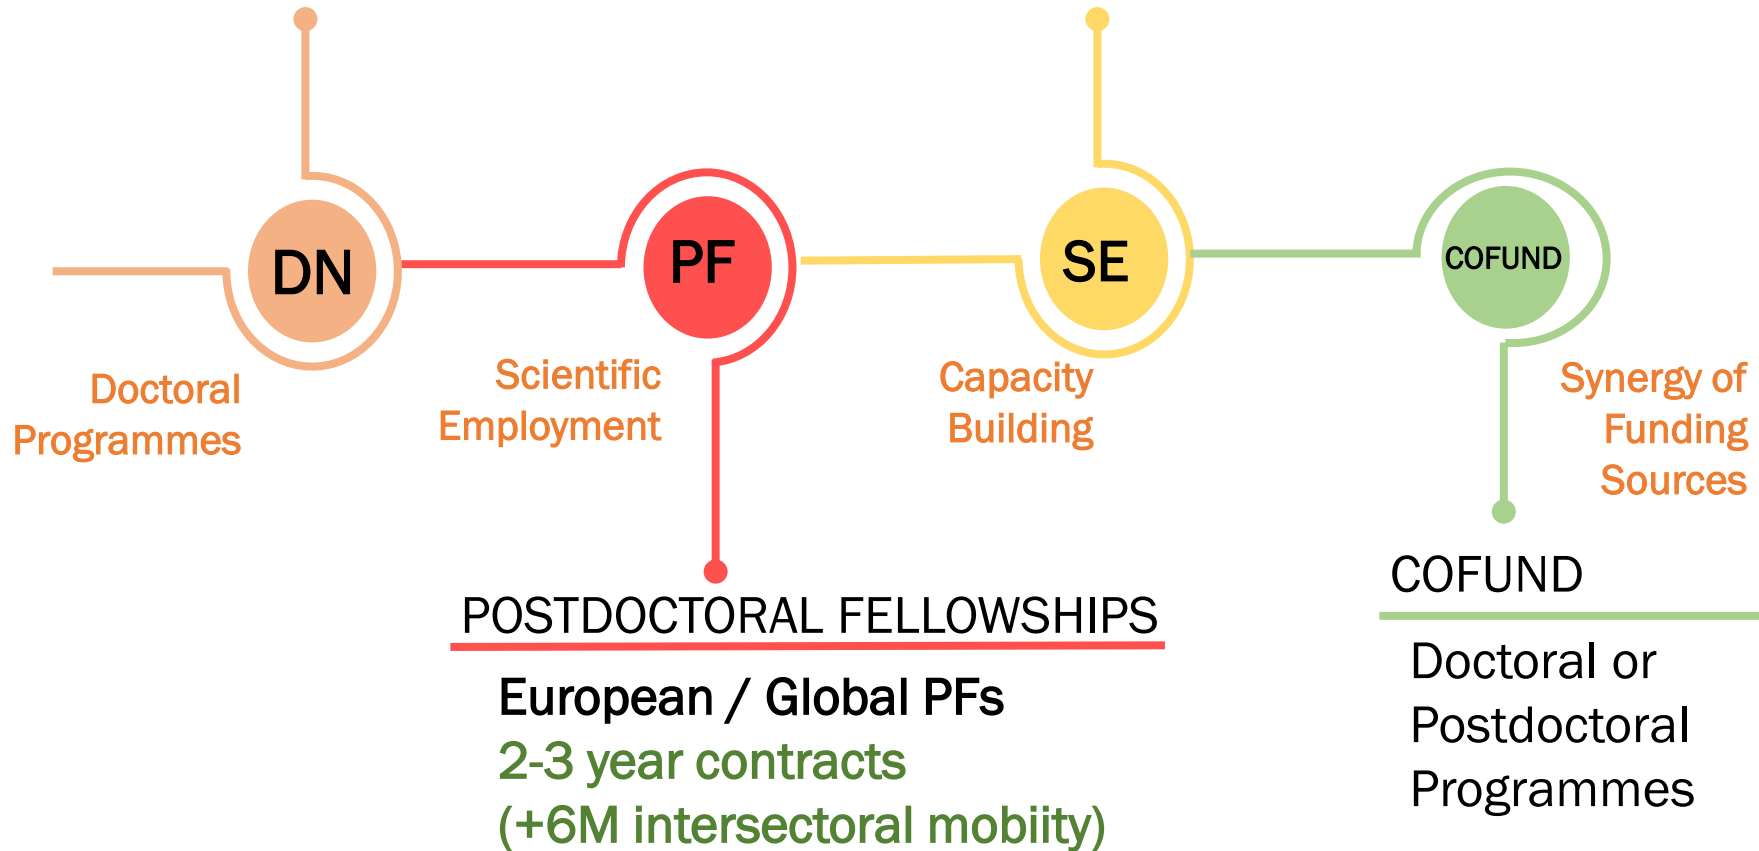 DN
PF
SE
COFUND
Doctoral
Programmes
Scientific
Employment
Capacity
Building
Synergy of
Funding
Sources
POSTDOCTORAL FELLOWSHIPS
European / Global PFs
2-3 year contracts
(+6M intersectoral mobiity)
COFUND
Doctoral or
Postdoctoral
Programmes